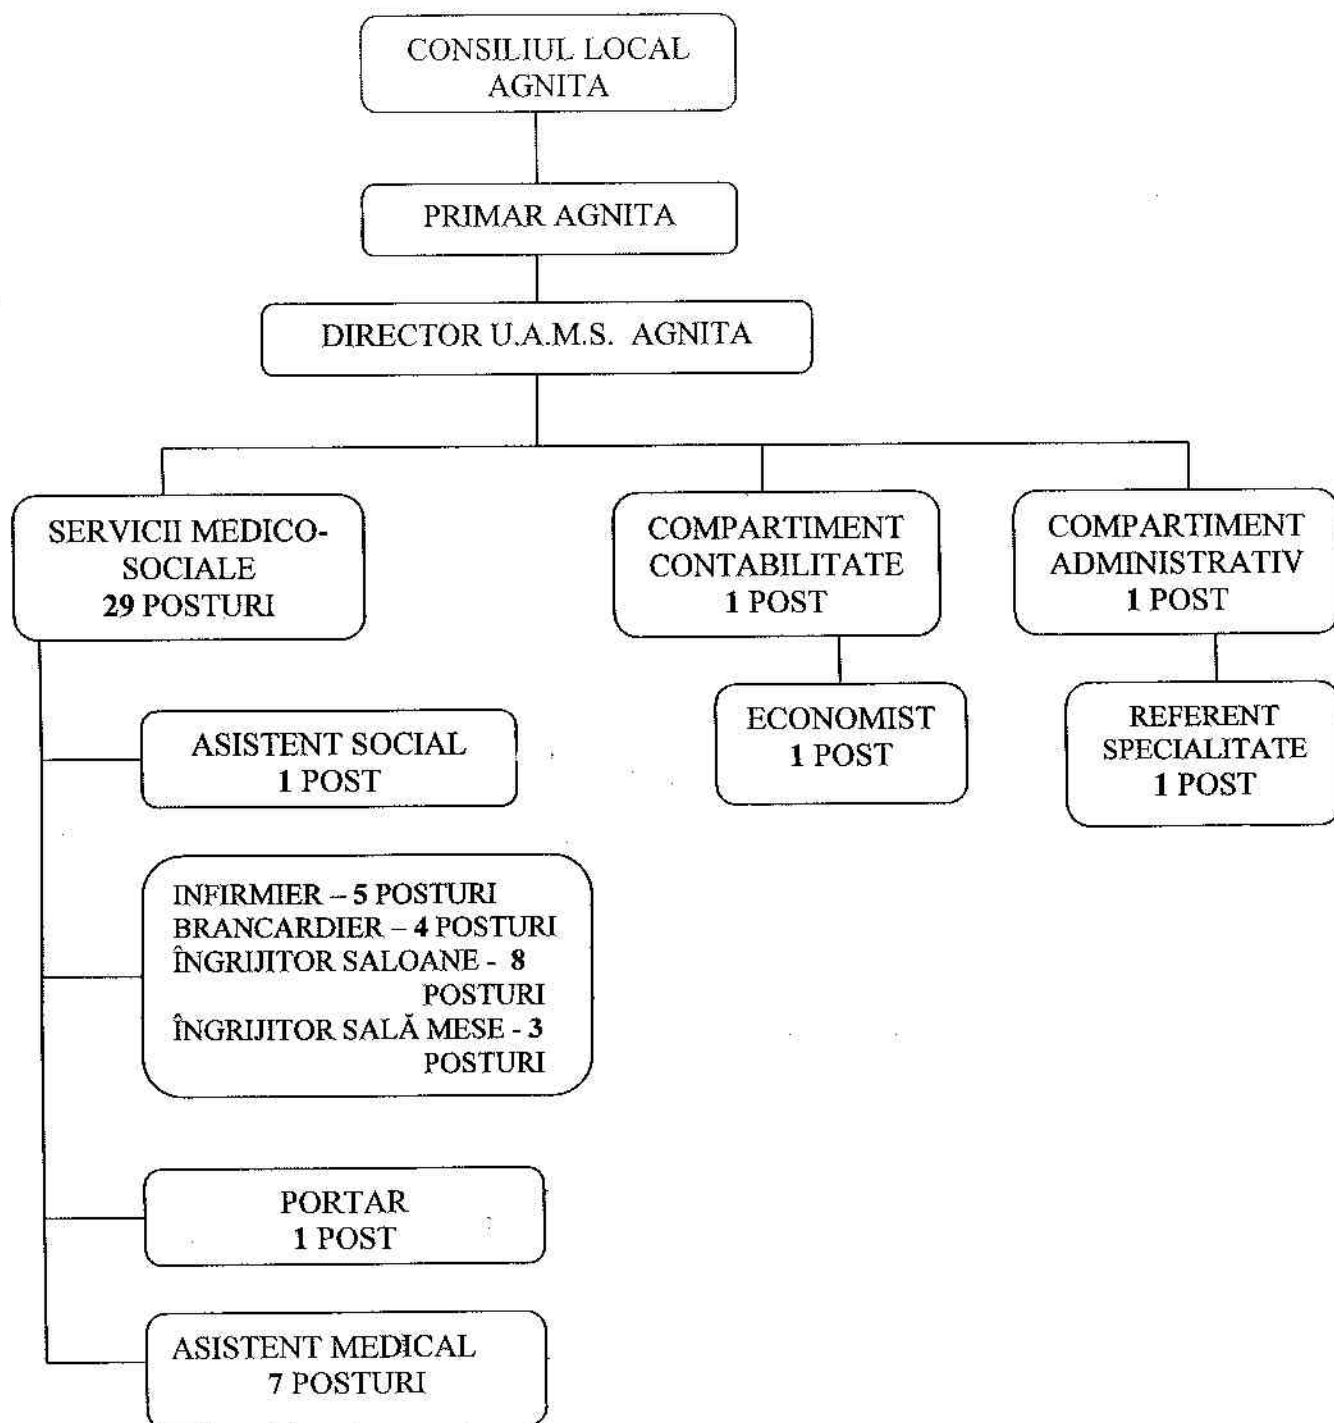 CONSILIUL LOCAL
AGNITA
PRIMAR AGNITA
DIRECTOR U.A.M.S. AGNITA
SERVICII MEDICO-
SOCIALE
29 POSTURI
COMPARTIMENT
CONTABILITATE
1 POST
COMPARTIMENT
ADMINISTRATIV
1 POST
ECONOMIST
1 POST
REFERENT
SPECIALITATE
1 POST
ASISTENT SOCIAL
1 POST
INFIRMIER – 5 POSTURI
BRANCARDIER – 4 POSTURI
ÎNGRIJITOR SALOANE - 8
POSTURI
ÎNGRIJITOR SALĂ MESE - 3
POSTURI
PORTAR
1 POST
ASISTENT MEDICAL
7 POSTURI